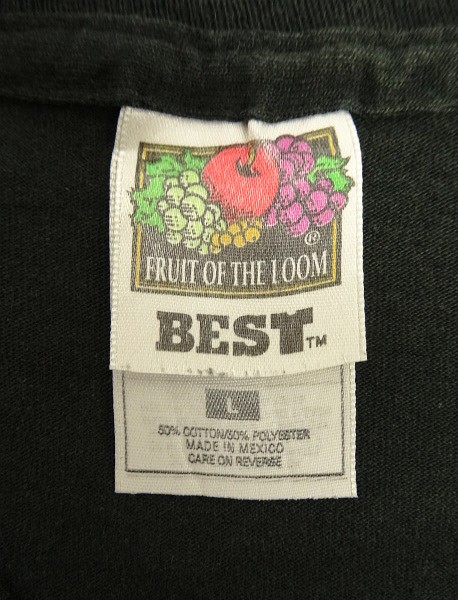 ®
FRUIT OF THE LOOM
BEST™
L
50% COTTON/50% POLYESTER
MADE IN MEXICO
CARE ON REVERSE